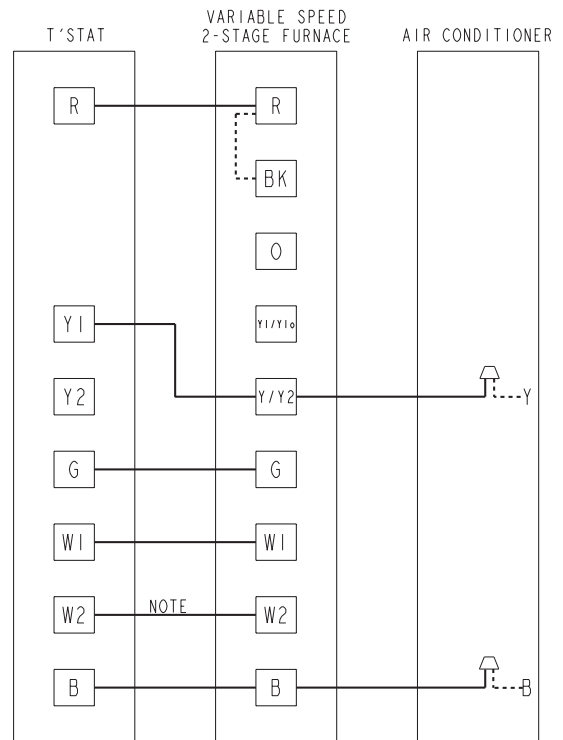 T'STAT
VARIABLE SPEED
2-STAGE FURNACE
AIR CONDITIONER
R R
BK
O
Y1 Y1/Y1o
Y2 Y/Y2 Y
G G
W1 W1
W2 NOTE W2
B B B